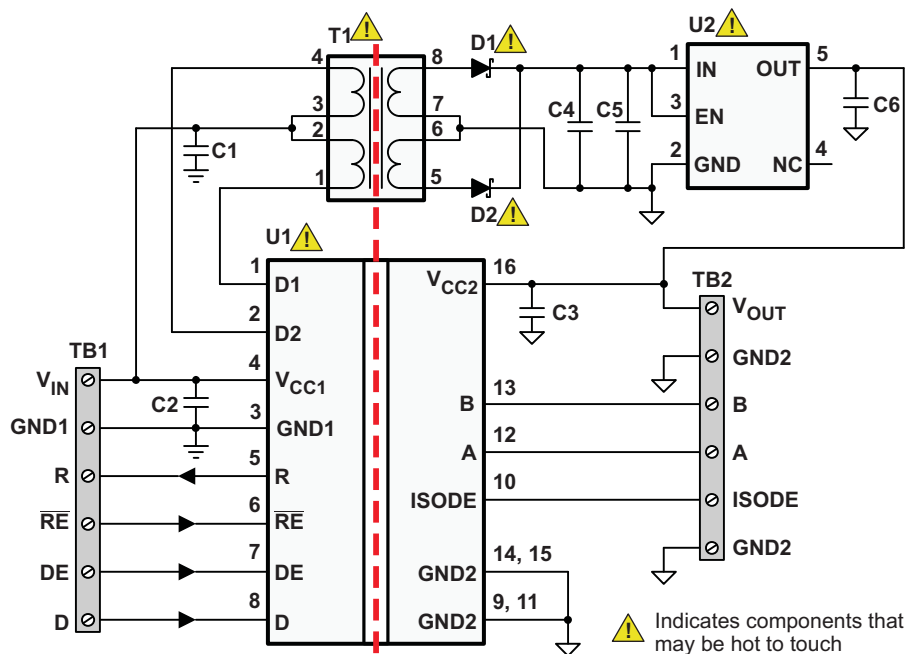 T1 ! D1 ! U2 !
4 8 1 IN OUT 5
3 7 C4 C5 3 EN C6
2 6 2 GND NC 4
C1
1 5
D2 !
U1 !
1 D1 VCC2 16
TB2
C3 VOUT
2 D2
TB1 GND2
VIN 4 VCC1 B 13 B
C2
GND1 3 GND1 A 12 A
R 5 R ISODE 10 ISODE
RE 6 RE
GND2 14, 15 GND2
DE 7 DE
D 8 D GND2 9, 11
! Indicates components that
may be hot to touch